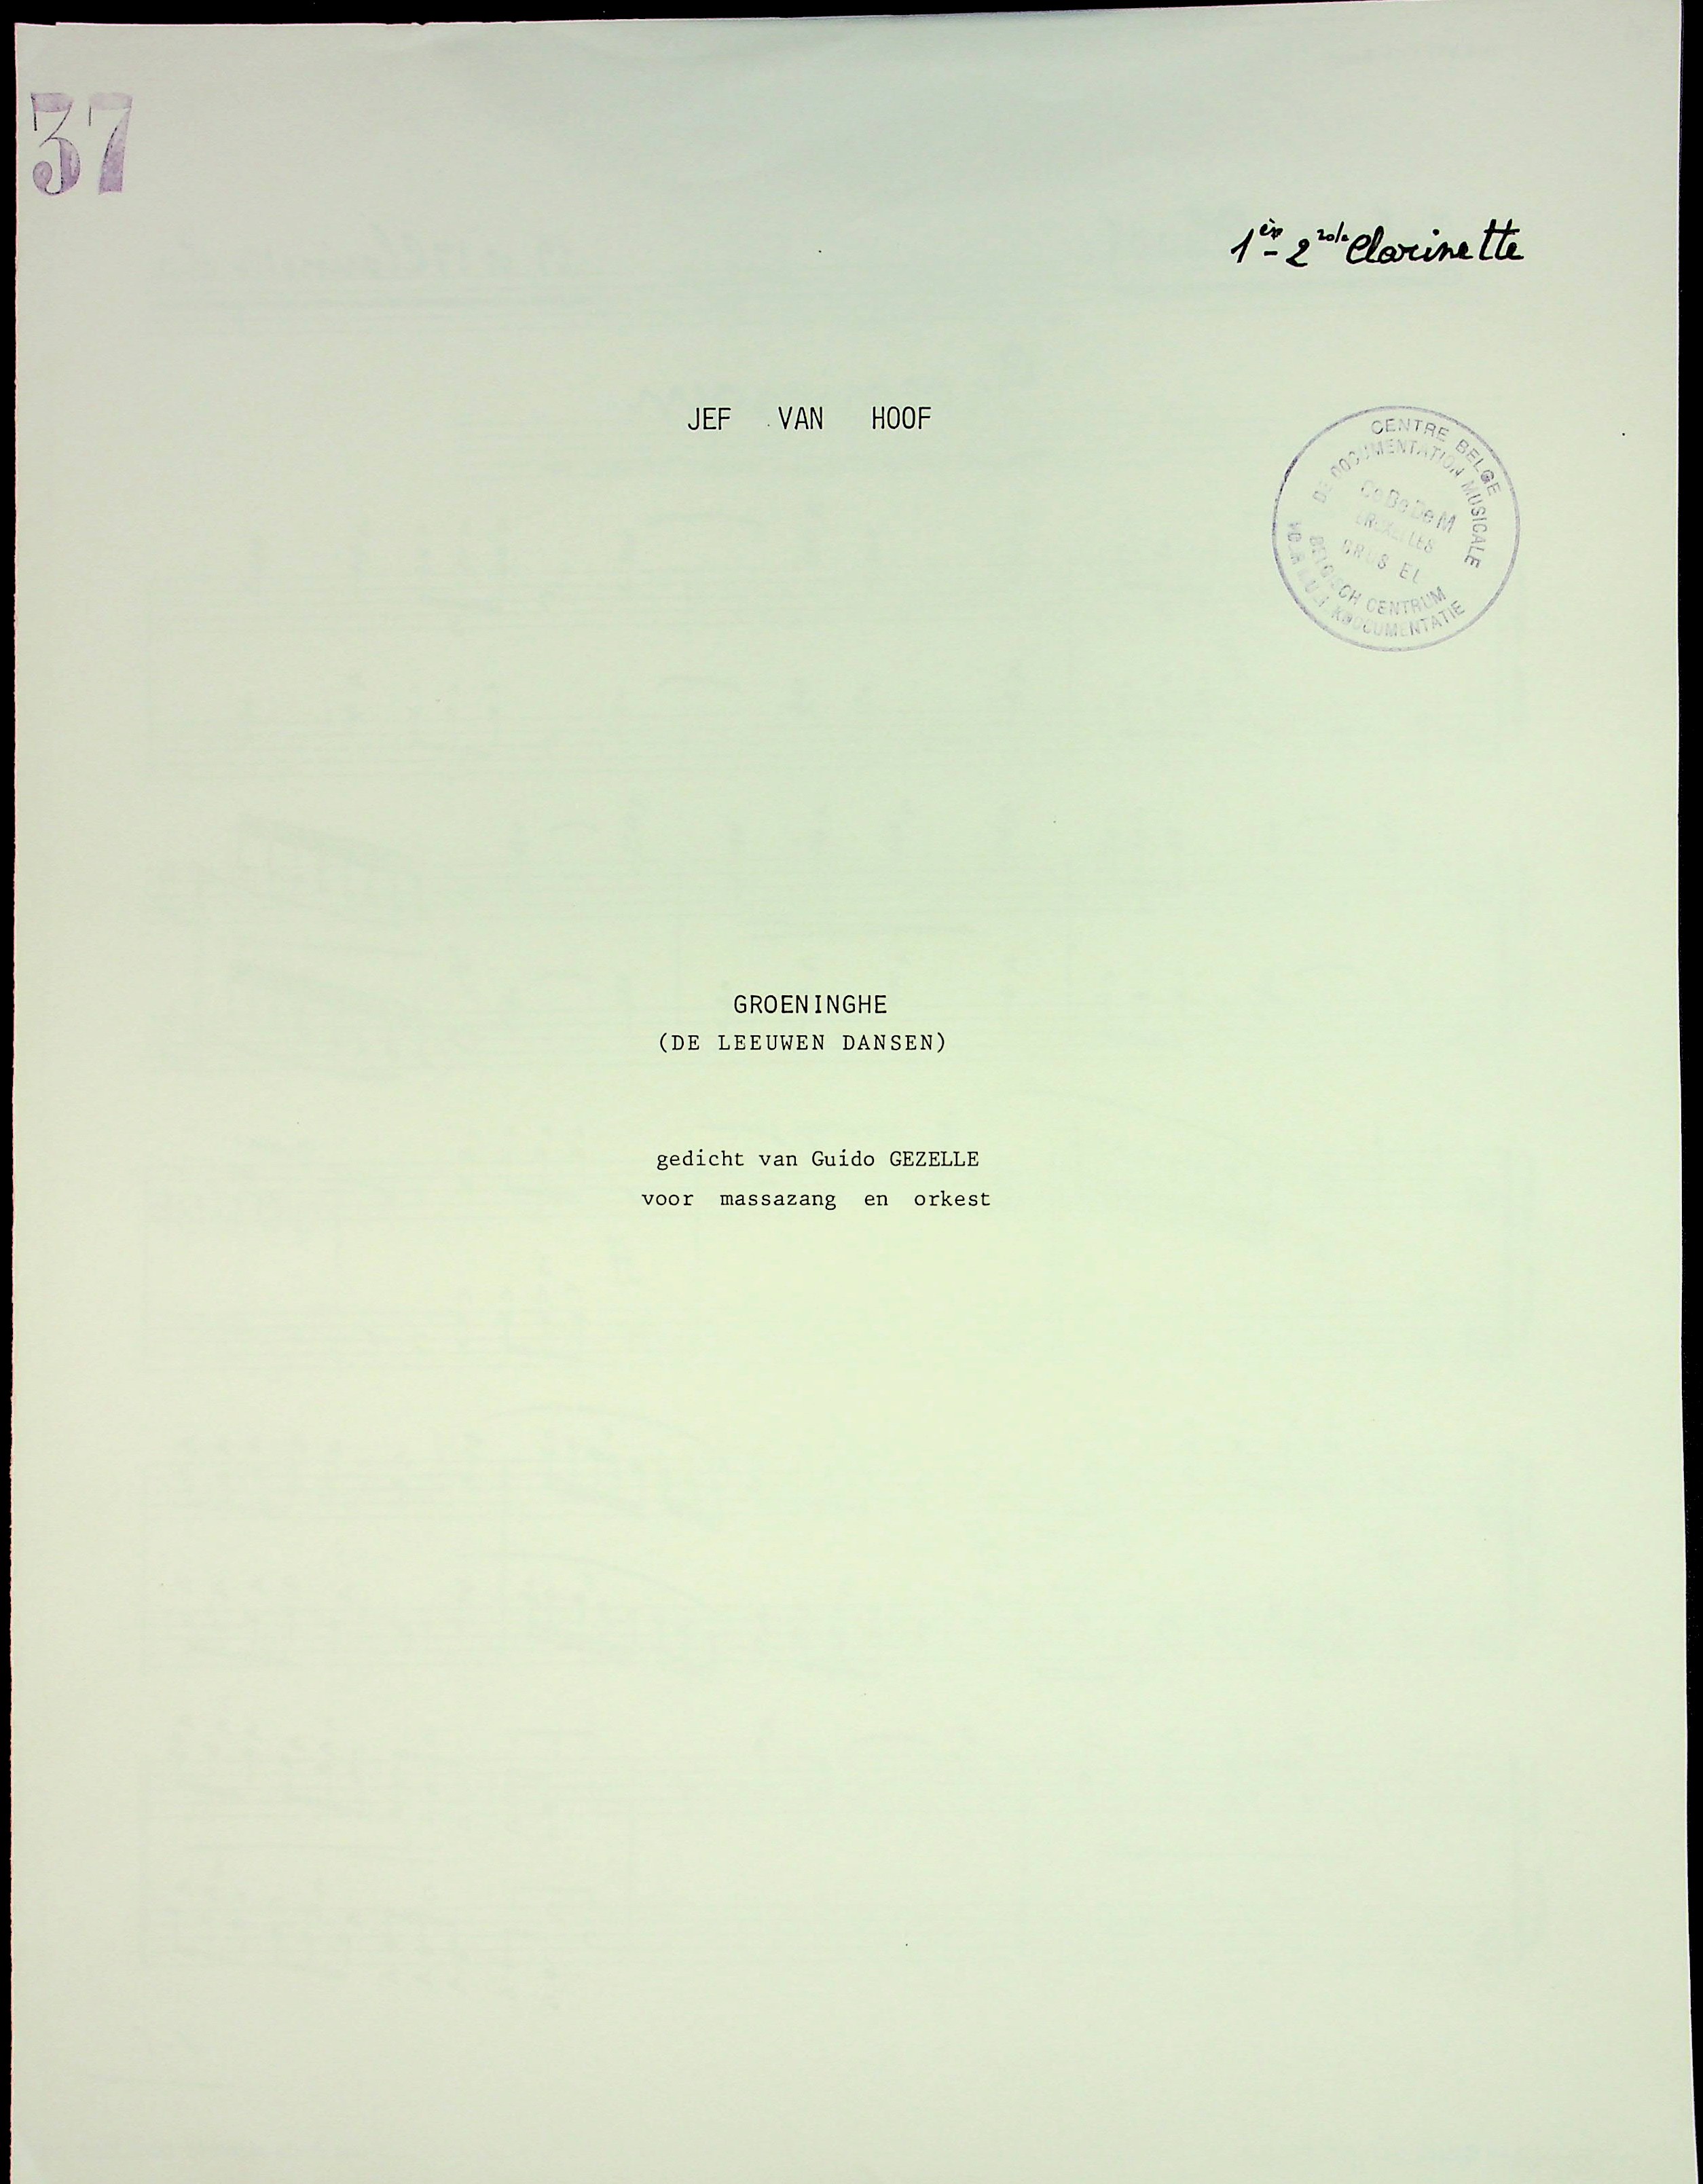 37
1ère - 2nde Clarinette
JEF VAN HOOF
CENTRE BELGE
DE DOCUMENTATION MUSICALE
CeBeDeM
BRUXELLES
BRUSSEL
BELGISCH CENTRUM
VOOR MUZIEKDOCUMENTATIE
GROENINGHE
(DE LEEUWEN DANSEN)
gedicht van Guido GEZELLE
voor massazang en orkest